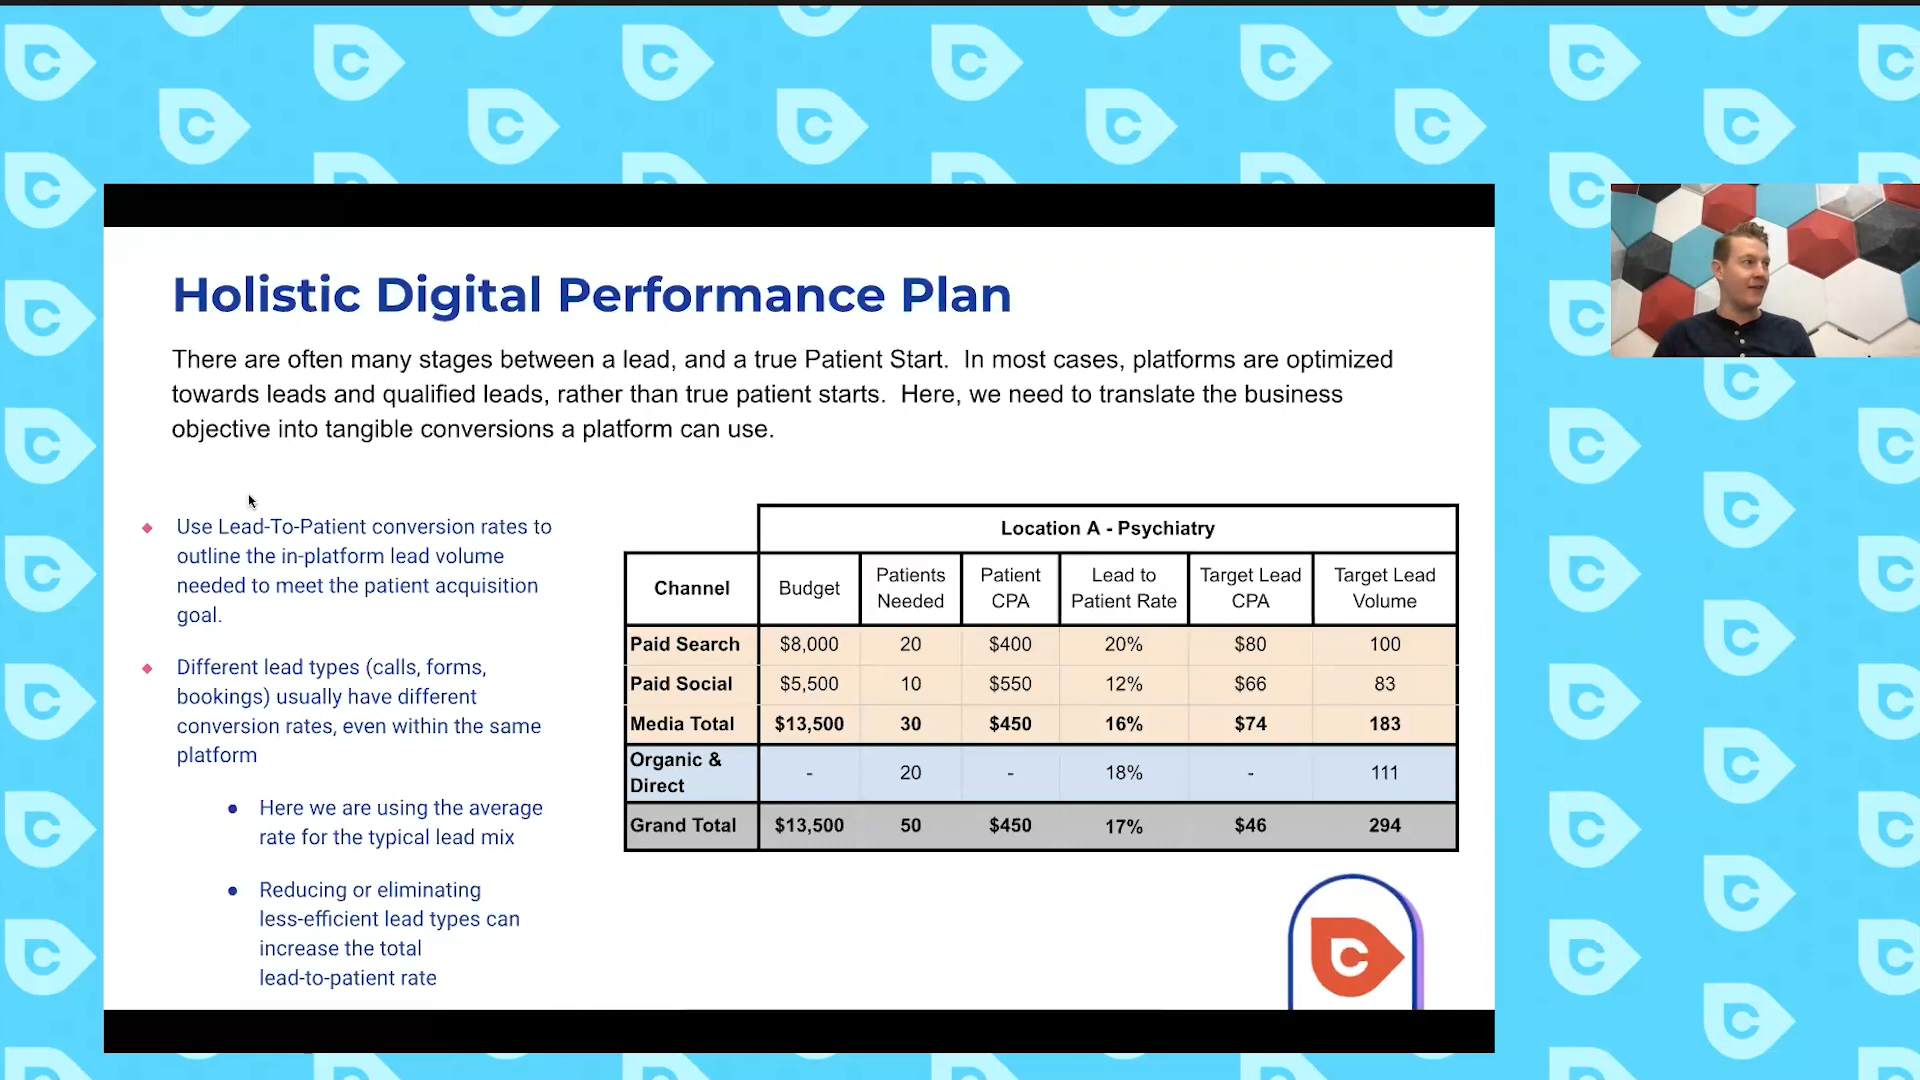 Holistic Digital Performance Plan
There are often many stages between a lead, and a true Patient Start.  In most cases, platforms are optimized
towards leads and qualified leads, rather than true patient starts.  Here, we need to translate the business
objective into tangible conversions a platform can use.
Use Lead-To-Patient conversion rates to
outline the in-platform lead volume
needed to meet the patient acquisition
goal.
Different lead types (calls, forms,
bookings) usually have different
conversion rates, even within the same
platform
Here we are using the average
rate for the typical lead mix
Reducing or eliminating
less-efficient lead types can
increase the total
lead-to-patient rate
Location A - Psychiatry
Channel Budget Patients Needed Patient CPA Lead to Patient Rate Target Lead CPA Target Lead Volume
Paid Search $8,000 20 $400 20% $80 100
Paid Social $5,500 10 $550 12% $66 83
Media Total $13,500 30 $450 16% $74 183
Organic & Direct - 20 - 18% - 111
Grand Total $13,500 50 $450 17% $46 294